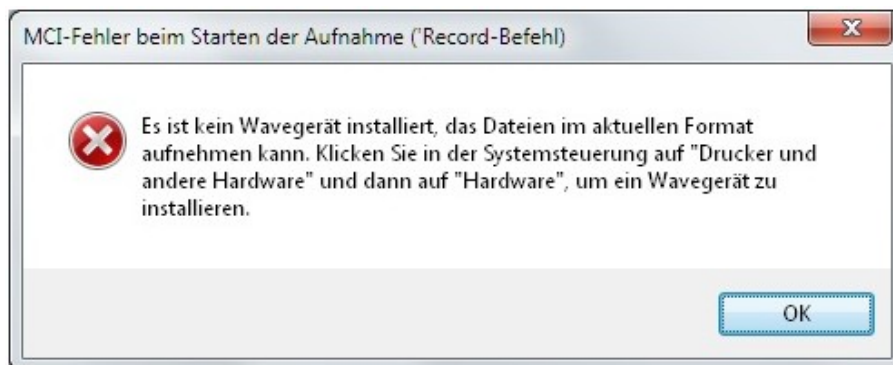 MCI-Fehler beim Starten der Aufnahme ('Record-Befehl)
Es ist kein Wavegerät installiert, das Dateien im aktuellen Format
aufnehmen kann. Klicken Sie in der Systemsteuerung auf "Drucker und
andere Hardware" und dann auf "Hardware", um ein Wavegerät zu
installieren.
OK